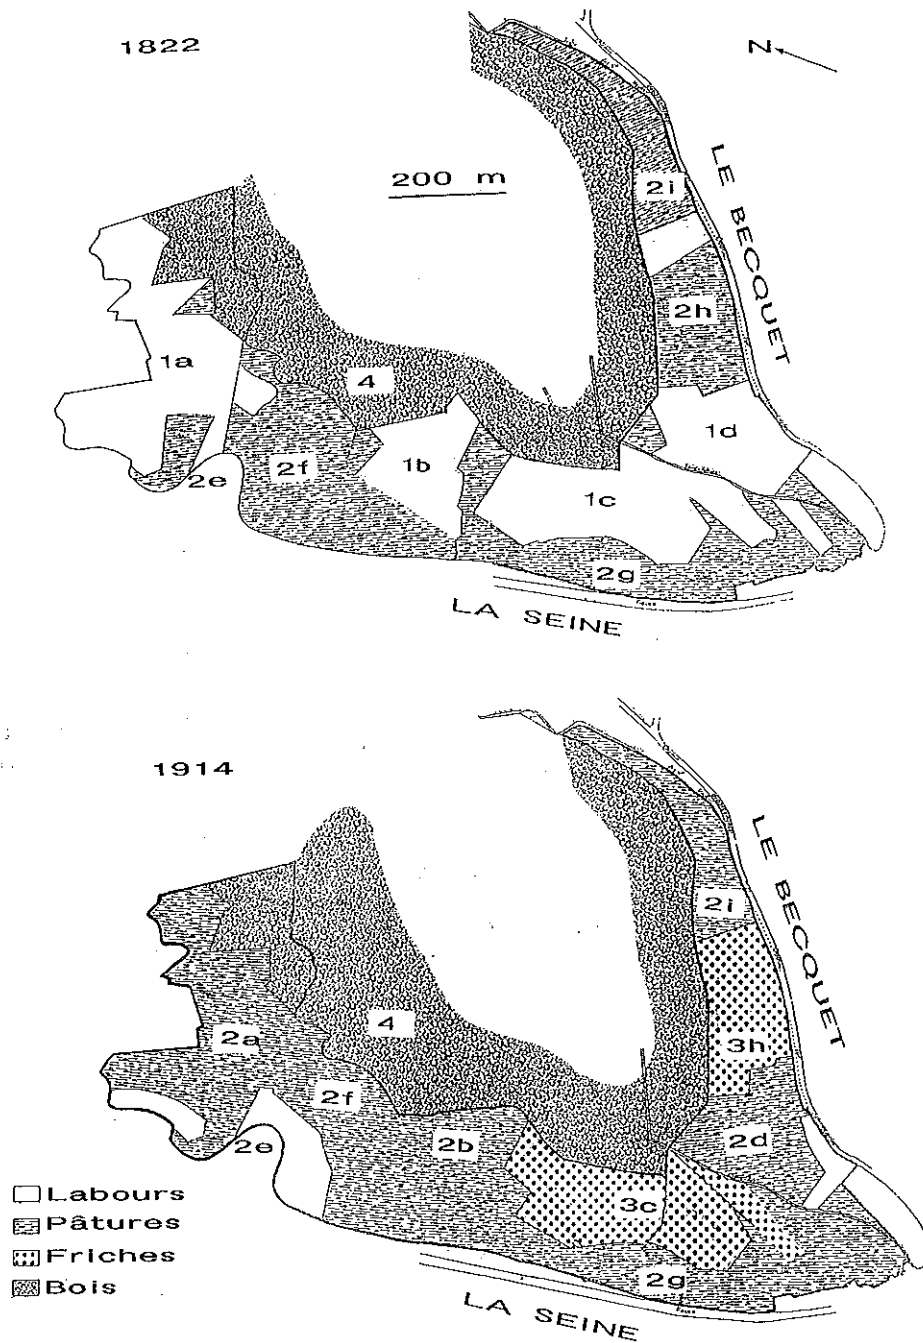 1822
N
200 m
LE BECQUET
2i
2h
1a
4
1d
1b
2f
2e
1c
2g
LA SEINE
1914
LE BECQUET
2i
4
3h
2a
2f
2b
2d
2e
3c
2g
Labours
Pâtures
Friches
Bois
LA SEINE